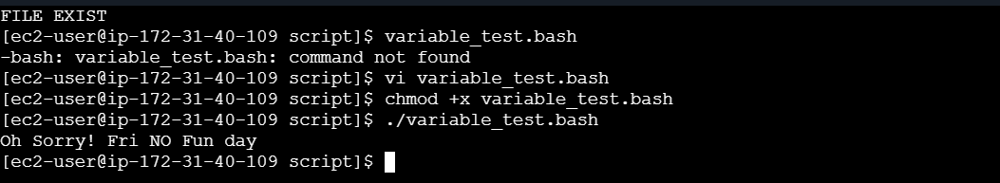 FILE EXIST
[ec2-user@ip-172-31-40-109 script]$ variable_test.bash
-bash: variable_test.bash: command not found
[ec2-user@ip-172-31-40-109 script]$ vi variable_test.bash
[ec2-user@ip-172-31-40-109 script]$ chmod +x variable_test.bash
[ec2-user@ip-172-31-40-109 script]$ ./variable_test.bash
Oh Sorry! Fri NO Fun day
[ec2-user@ip-172-31-40-109 script]$